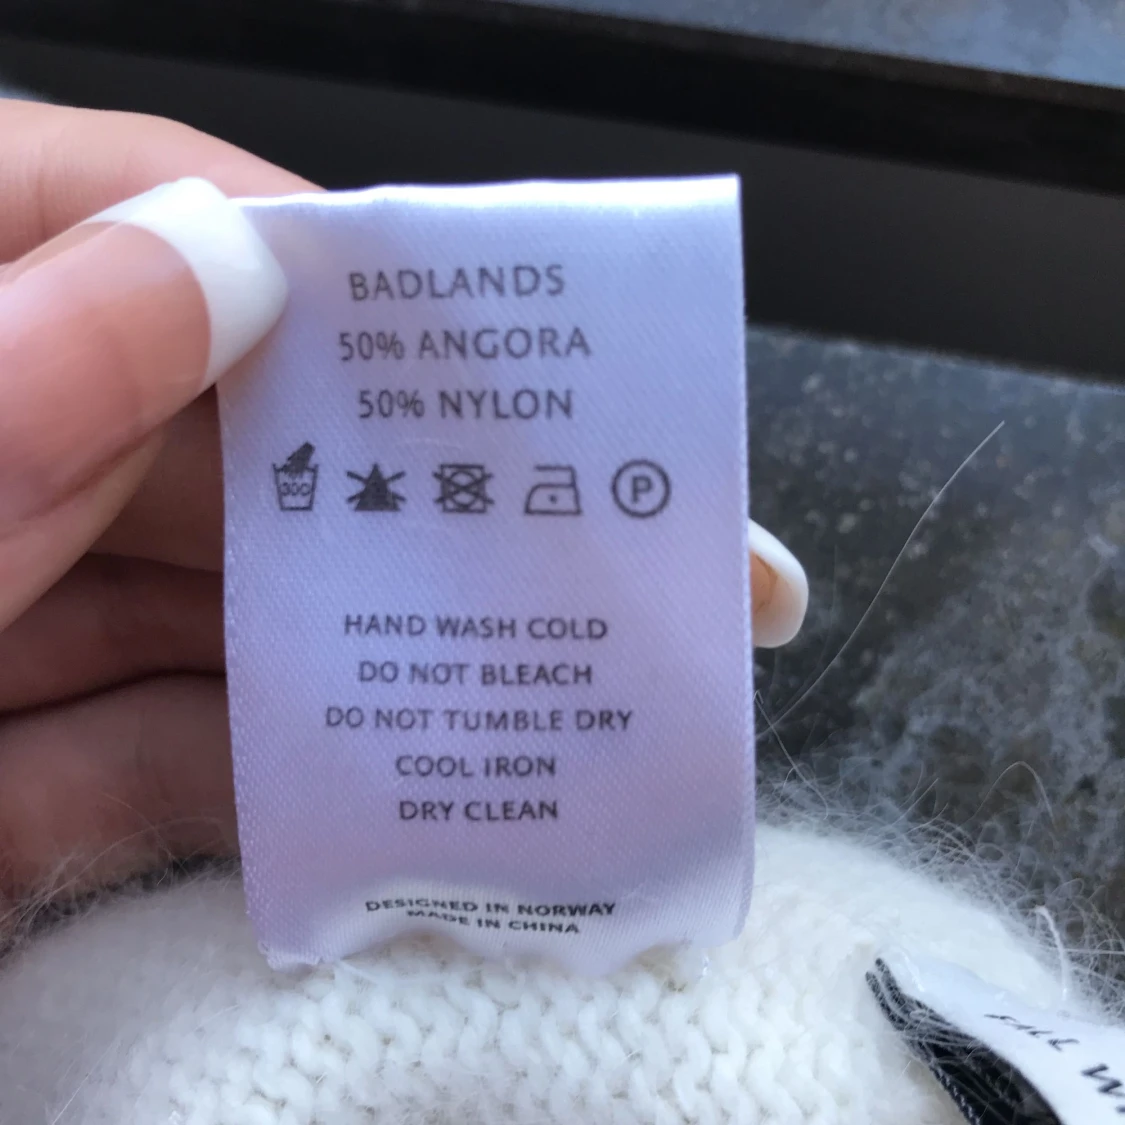 BADLANDS
50% ANGORA
50% NYLON
300
P
HAND WASH COLD
DO NOT BLEACH
DO NOT TUMBLE DRY
COOL IRON
DRY CLEAN
DESIGNED IN NORWAY
MADE IN CHINA